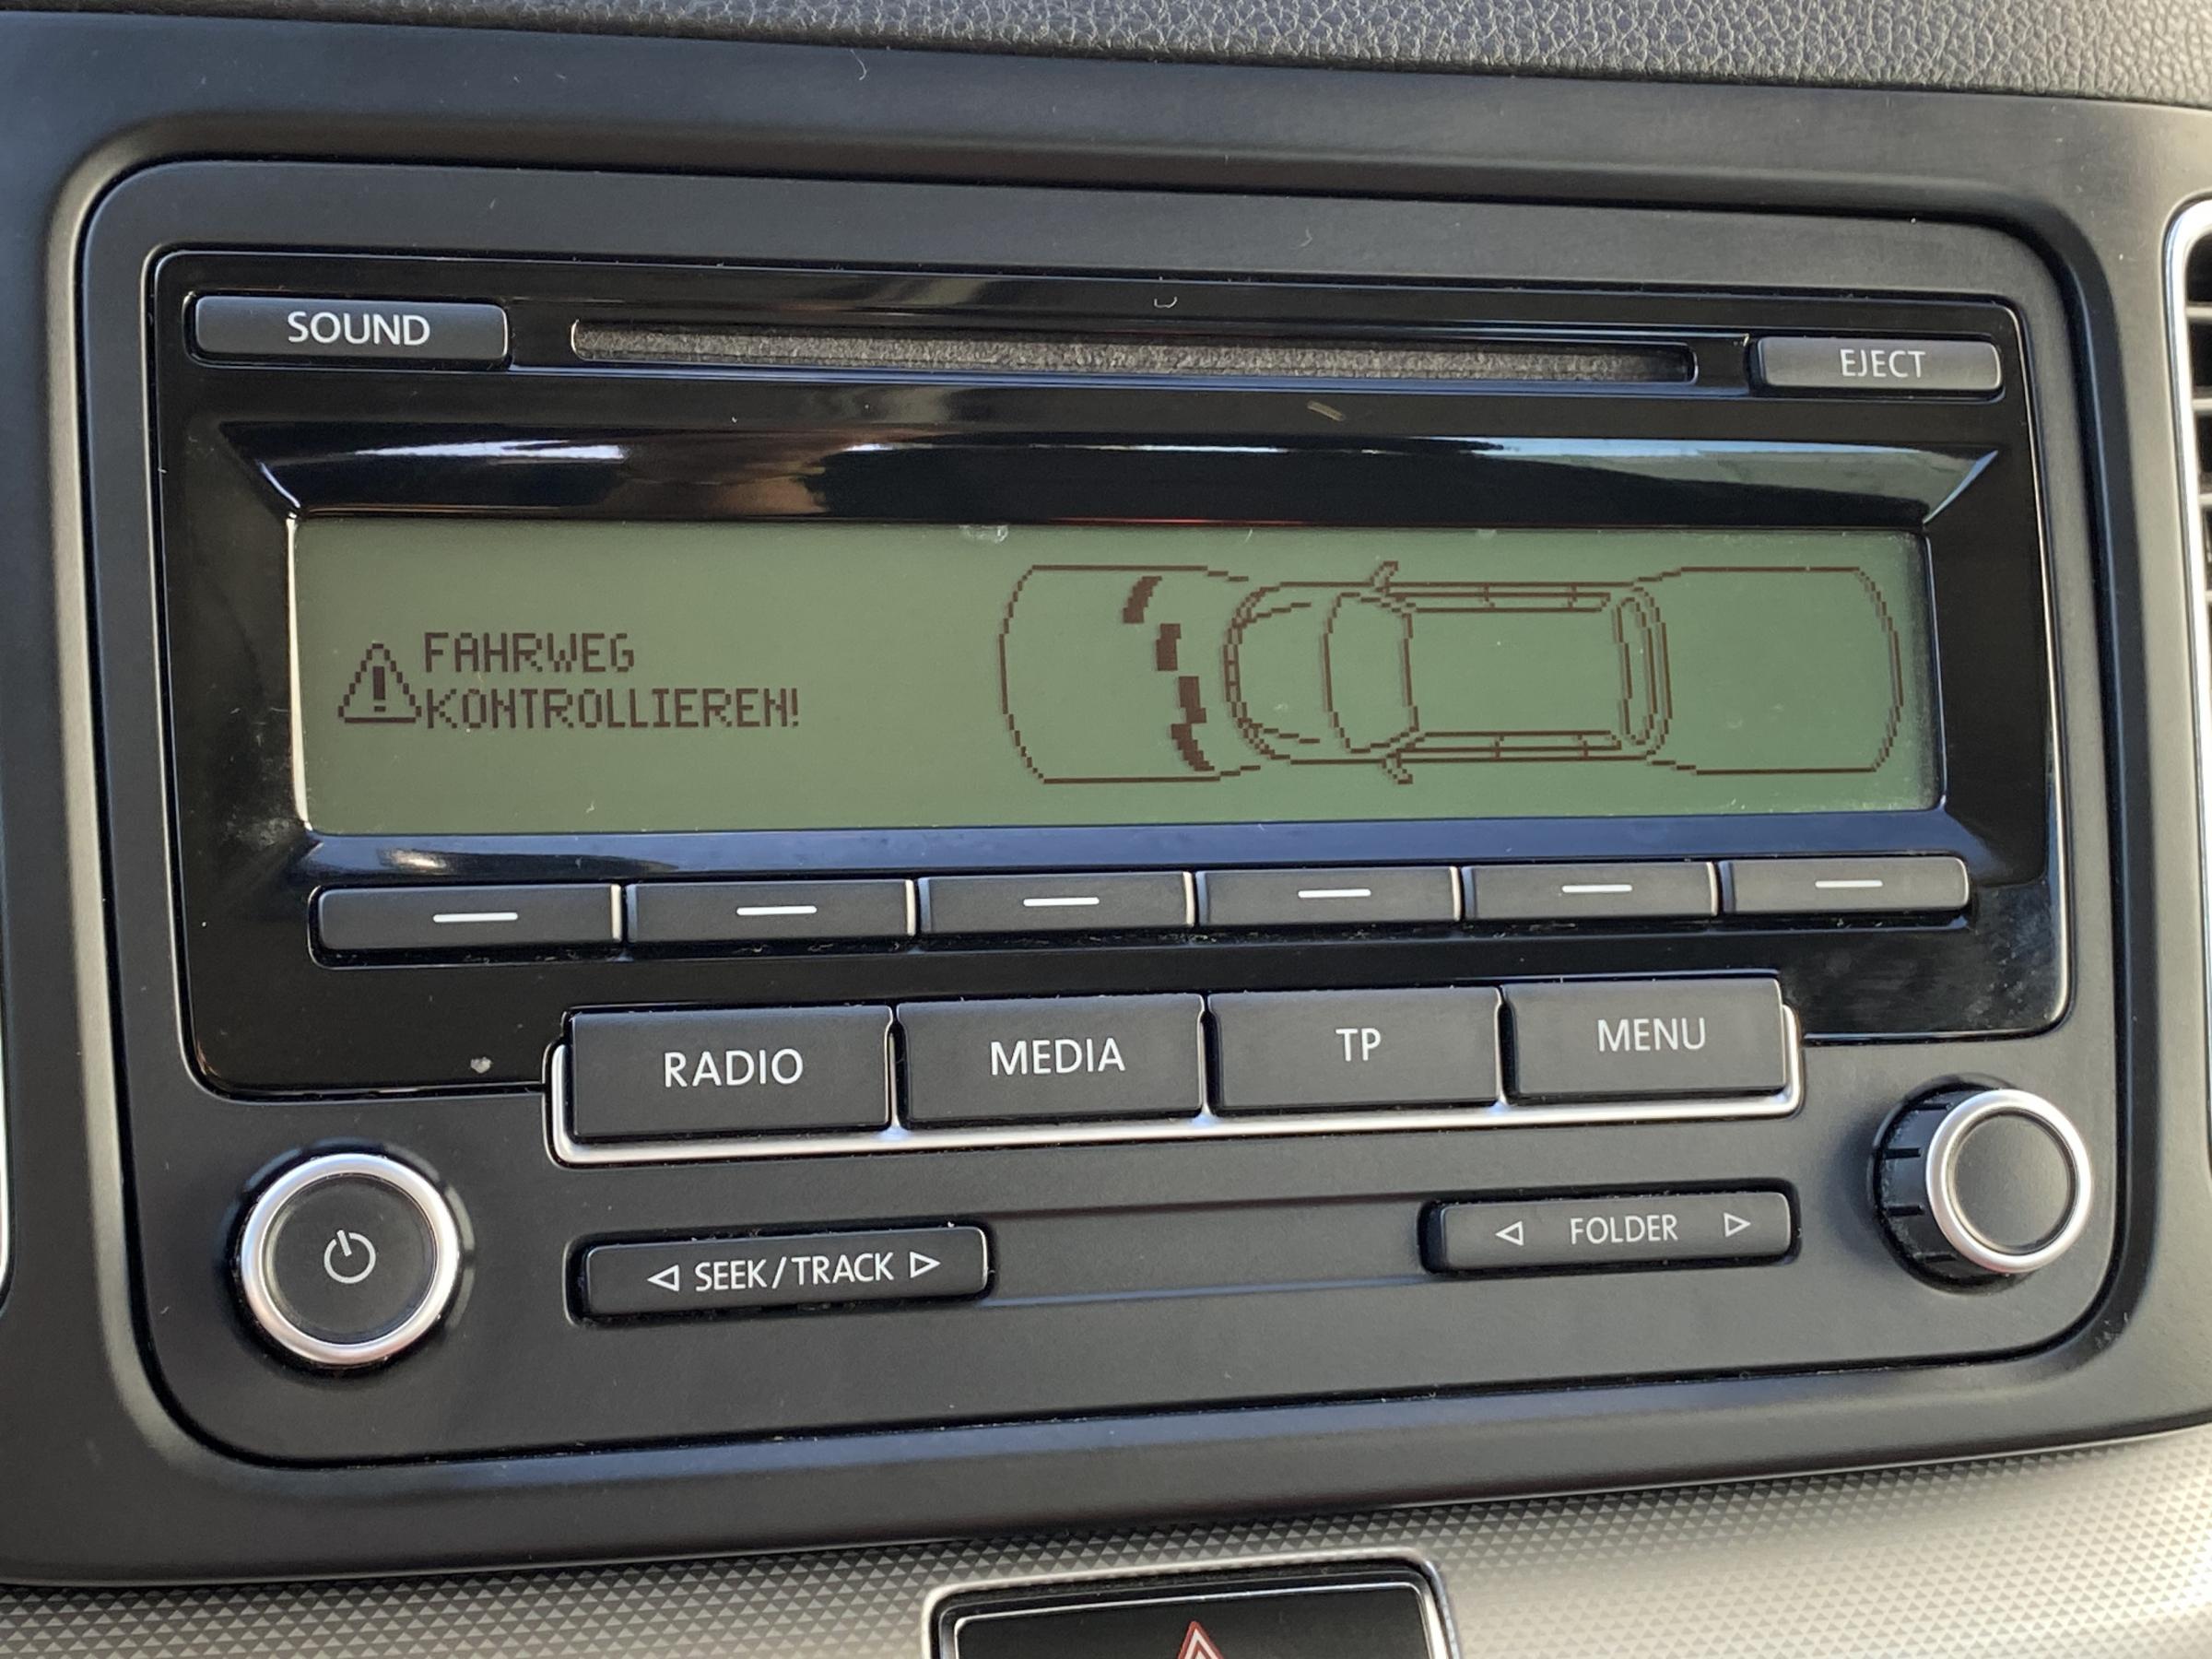 SOUND
EJECT
FAHRWEG
KONTROLLIEREN!
RADIO
MEDIA
TP
MENU
SEEK/TRACK
FOLDER